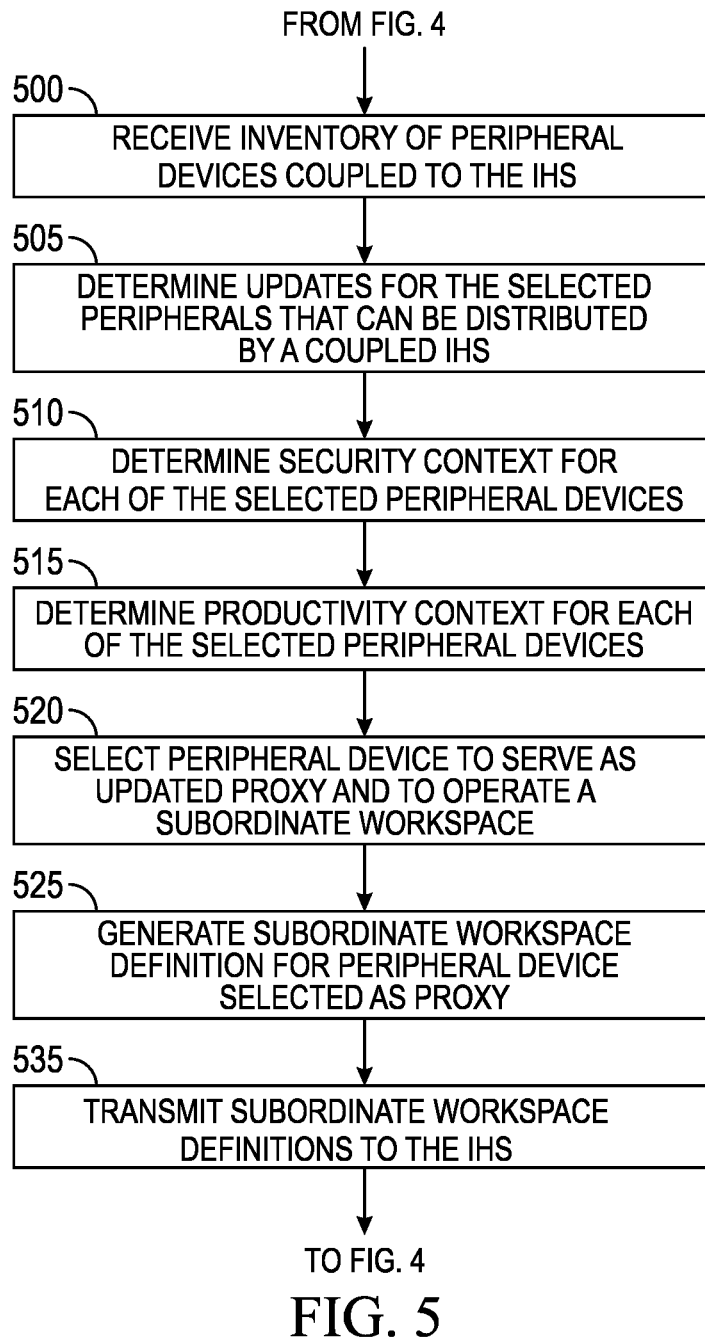 FROM FIG. 4
500
RECEIVE INVENTORY OF PERIPHERAL
DEVICES COUPLED TO THE IHS
505
DETERMINE UPDATES FOR THE SELECTED
PERIPHERALS THAT CAN BE DISTRIBUTED
BY A COUPLED IHS
510
DETERMINE SECURITY CONTEXT FOR
EACH OF THE SELECTED PERIPHERAL DEVICES
515
DETERMINE PRODUCTIVITY CONTEXT FOR EACH
OF THE SELECTED PERIPHERAL DEVICES
520
SELECT PERIPHERAL DEVICE TO SERVE AS
UPDATED PROXY AND TO OPERATE A
SUBORDINATE WORKSPACE
525
GENERATE SUBORDINATE WORKSPACE
DEFINITION FOR PERIPHERAL DEVICE
SELECTED AS PROXY
535
TRANSMIT SUBORDINATE WORKSPACE
DEFINITIONS TO THE IHS
TO FIG. 4
FIG. 5